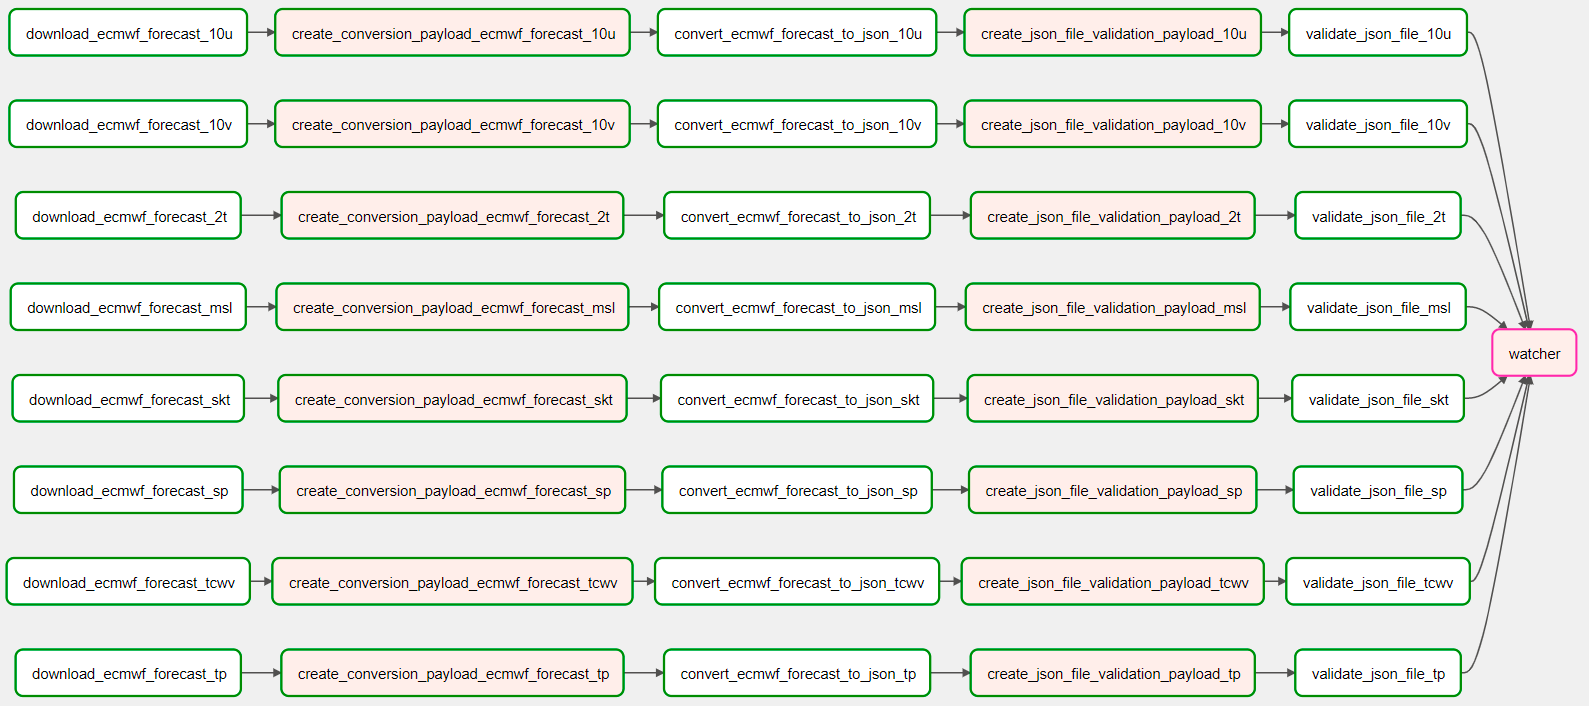 download_ecmwf_forecast_10u create_conversion_payload_ecmwf_forecast_10u convert_ecmwf_forecast_to_json_10u create_json_file_validation_payload_10u validate_json_file_10u
download_ecmwf_forecast_10v create_conversion_payload_ecmwf_forecast_10v convert_ecmwf_forecast_to_json_10v create_json_file_validation_payload_10v validate_json_file_10v
download_ecmwf_forecast_2t create_conversion_payload_ecmwf_forecast_2t convert_ecmwf_forecast_to_json_2t create_json_file_validation_payload_2t validate_json_file_2t
download_ecmwf_forecast_msl create_conversion_payload_ecmwf_forecast_msl convert_ecmwf_forecast_to_json_msl create_json_file_validation_payload_msl validate_json_file_msl
watcher
download_ecmwf_forecast_skt create_conversion_payload_ecmwf_forecast_skt convert_ecmwf_forecast_to_json_skt create_json_file_validation_payload_skt validate_json_file_skt
download_ecmwf_forecast_sp create_conversion_payload_ecmwf_forecast_sp convert_ecmwf_forecast_to_json_sp create_json_file_validation_payload_sp validate_json_file_sp
download_ecmwf_forecast_tcwv create_conversion_payload_ecmwf_forecast_tcwv convert_ecmwf_forecast_to_json_tcwv create_json_file_validation_payload_tcwv validate_json_file_tcwv
download_ecmwf_forecast_tp create_conversion_payload_ecmwf_forecast_tp convert_ecmwf_forecast_to_json_tp create_json_file_validation_payload_tp validate_json_file_tp